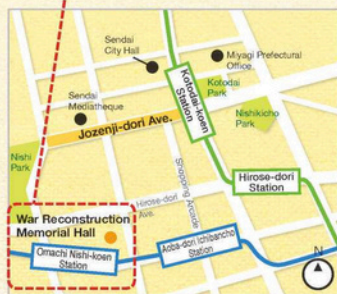 Sendai
City Hall
Miyagi Prefectural
Office
Kotodai-koen
Station
Kotodai
Park
Sendai
Mediatheque
Nishikicho
Park
Jozenji-dori Ave.
Nishi
Park
Shopping Arcade
Hirose-dori
Station
Hirose-dori
Ave.
War Reconstruction
Memorial Hall
Omachi Nishi-koen
Station
Aoba-dori Ichibancho
Station
N